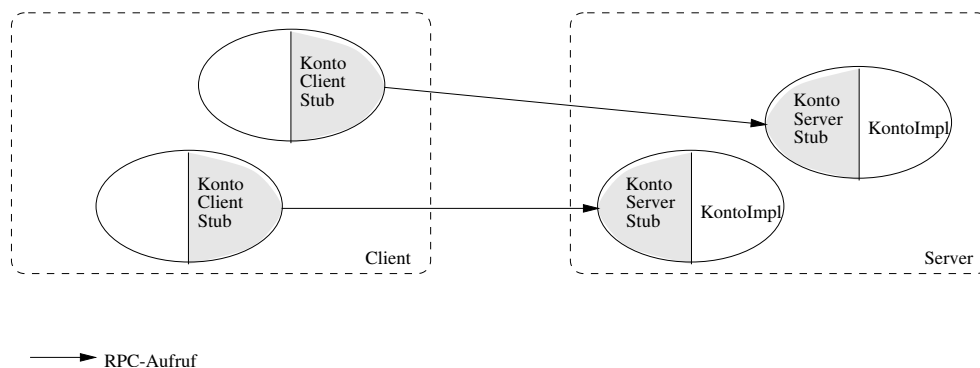 Konto
Client
Stub
Konto
Server
Stub
KontoImpl
Konto
Client
Stub
Konto
Server
Stub
KontoImpl
Client
Server
RPC-Aufruf